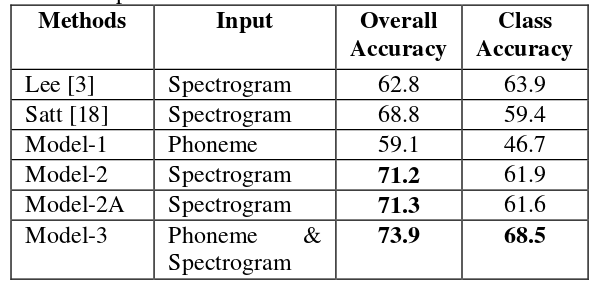 Methods Input Overall Accuracy Class Accuracy
Lee [3] Spectrogram 62.8 63.9
Satt [18] Spectrogram 68.8 59.4
Model-1 Phoneme 59.1 46.7
Model-2 Spectrogram 71.2 61.9
Model-2A Spectrogram 71.3 61.6
Model-3 Phoneme & Spectrogram 73.9 68.5